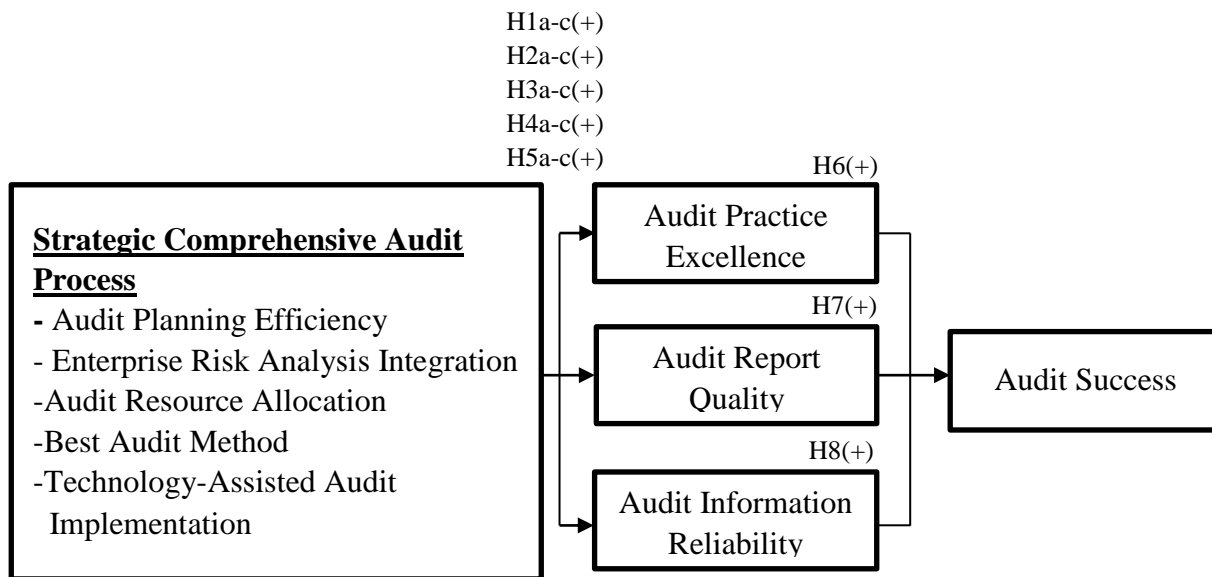 H1a-c(+)
H2a-c(+)
H3a-c(+)
H4a-c(+)
H5a-c(+)
Strategic Comprehensive Audit
Process
- Audit Planning Efficiency
- Enterprise Risk Analysis Integration
-Audit Resource Allocation
-Best Audit Method
-Technology-Assisted Audit
Implementation
H6(+)
Audit Practice
Excellence
H7(+)
Audit Report
Quality
H8(+)
Audit Information
Reliability
Audit Success